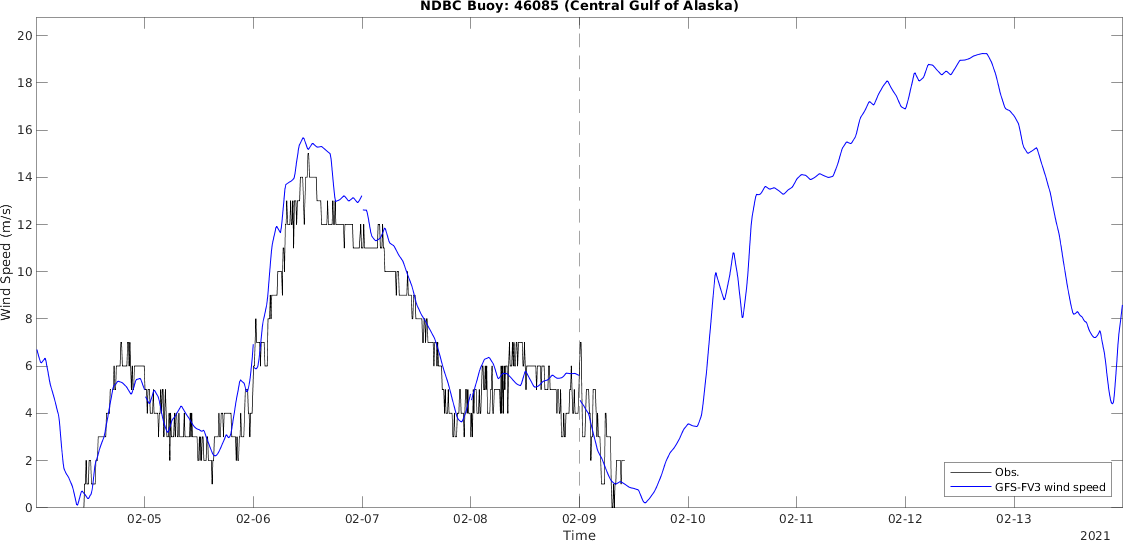 NDBC Buoy: 46085 (Central Gulf of Alaska)
20
18
16
14
12
10
8
6
4
2
0
Wind Speed (m/s)
Obs.
GFS-FV3 wind speed
02-05 02-06 02-07 02-08 02-09 02-10 02-11 02-12 02-13
Time
2021